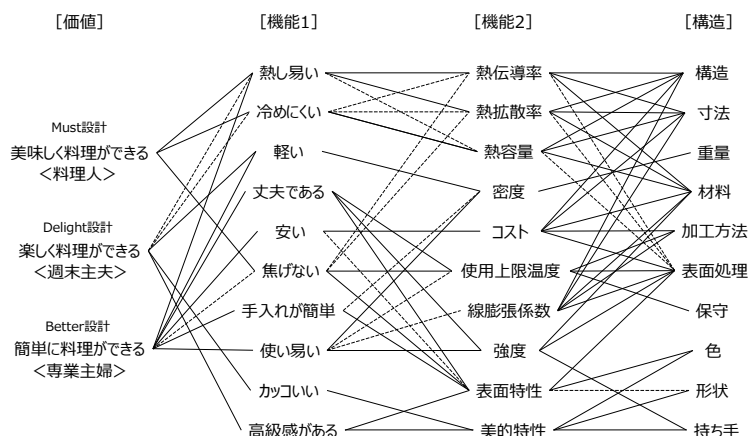 [価値] [機能1] [機能2] [構造]
熱し易い 熱伝導率 構造
冷めにくい 熱拡散率 寸法
Must設計
美味しく料理ができる 軽い 熱容量 重量
<料理人>
丈夫である 密度 材料
Delight設計
楽しく料理ができる 安い コスト 加工方法
<週末主夫>
焦げない 使用上限温度 表面処理
手入れが簡単 線膨張係数 保守
Better設計
簡単に料理ができる 使い易い 強度 色
<専業主婦>
カッコいい 表面特性 形状
高級感がある 美的特性 持ち手